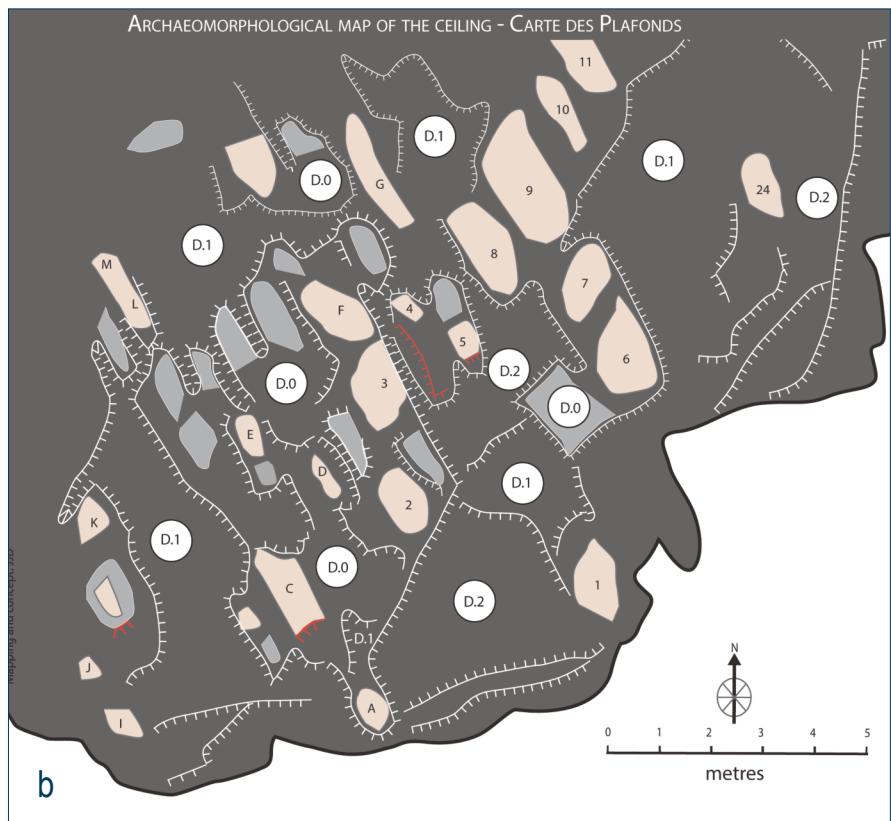 ARCHAEOMORPHOLOGICAL MAP OF THE CEILING - CARTE DES PLAFONDS
11
10
D.1
D.1
D.0
G
9
24
D.2
D.1
8
M
7
L
F
4
5
6
D.2
D.0
3
D.0
E
D
D.1
2
K
D.1
D.0
C
1
D.2
D.1
J
A
I
N
0 1 2 3 4 5
metres
b